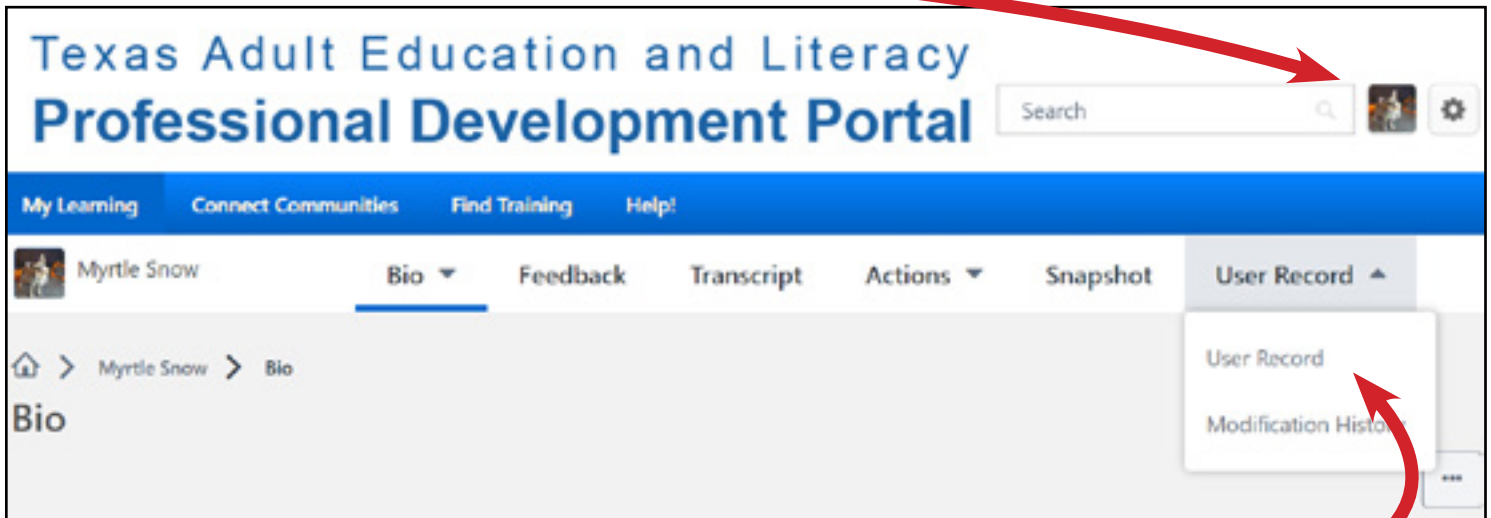 Texas Adult Education and Literacy
Professional Development Portal
Search
My Learning Connect Communities Find Training Help!
Myrtle Snow Bio Feedback Transcript Actions Snapshot User Record
Myrtle Snow > Bio
User Record
Bio
Modification History